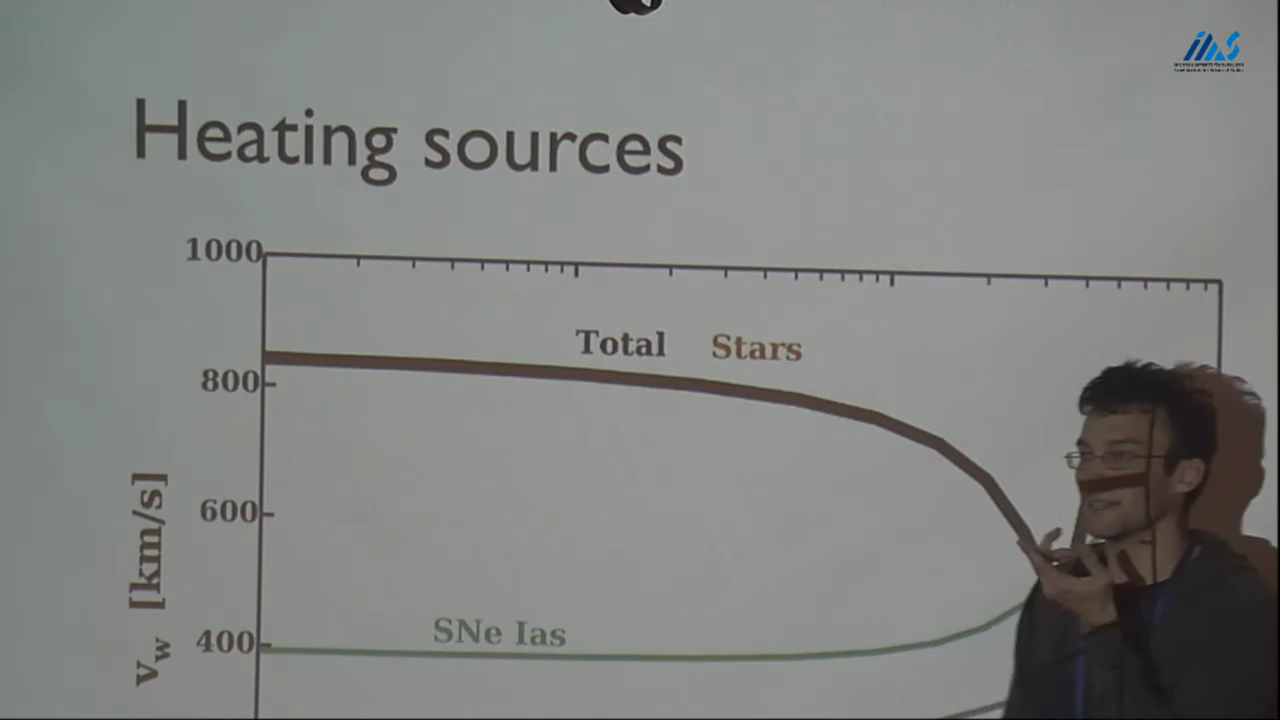 Heating sources
1000
Total Stars
800
600
v_w [km/s]
SNe Ias
400